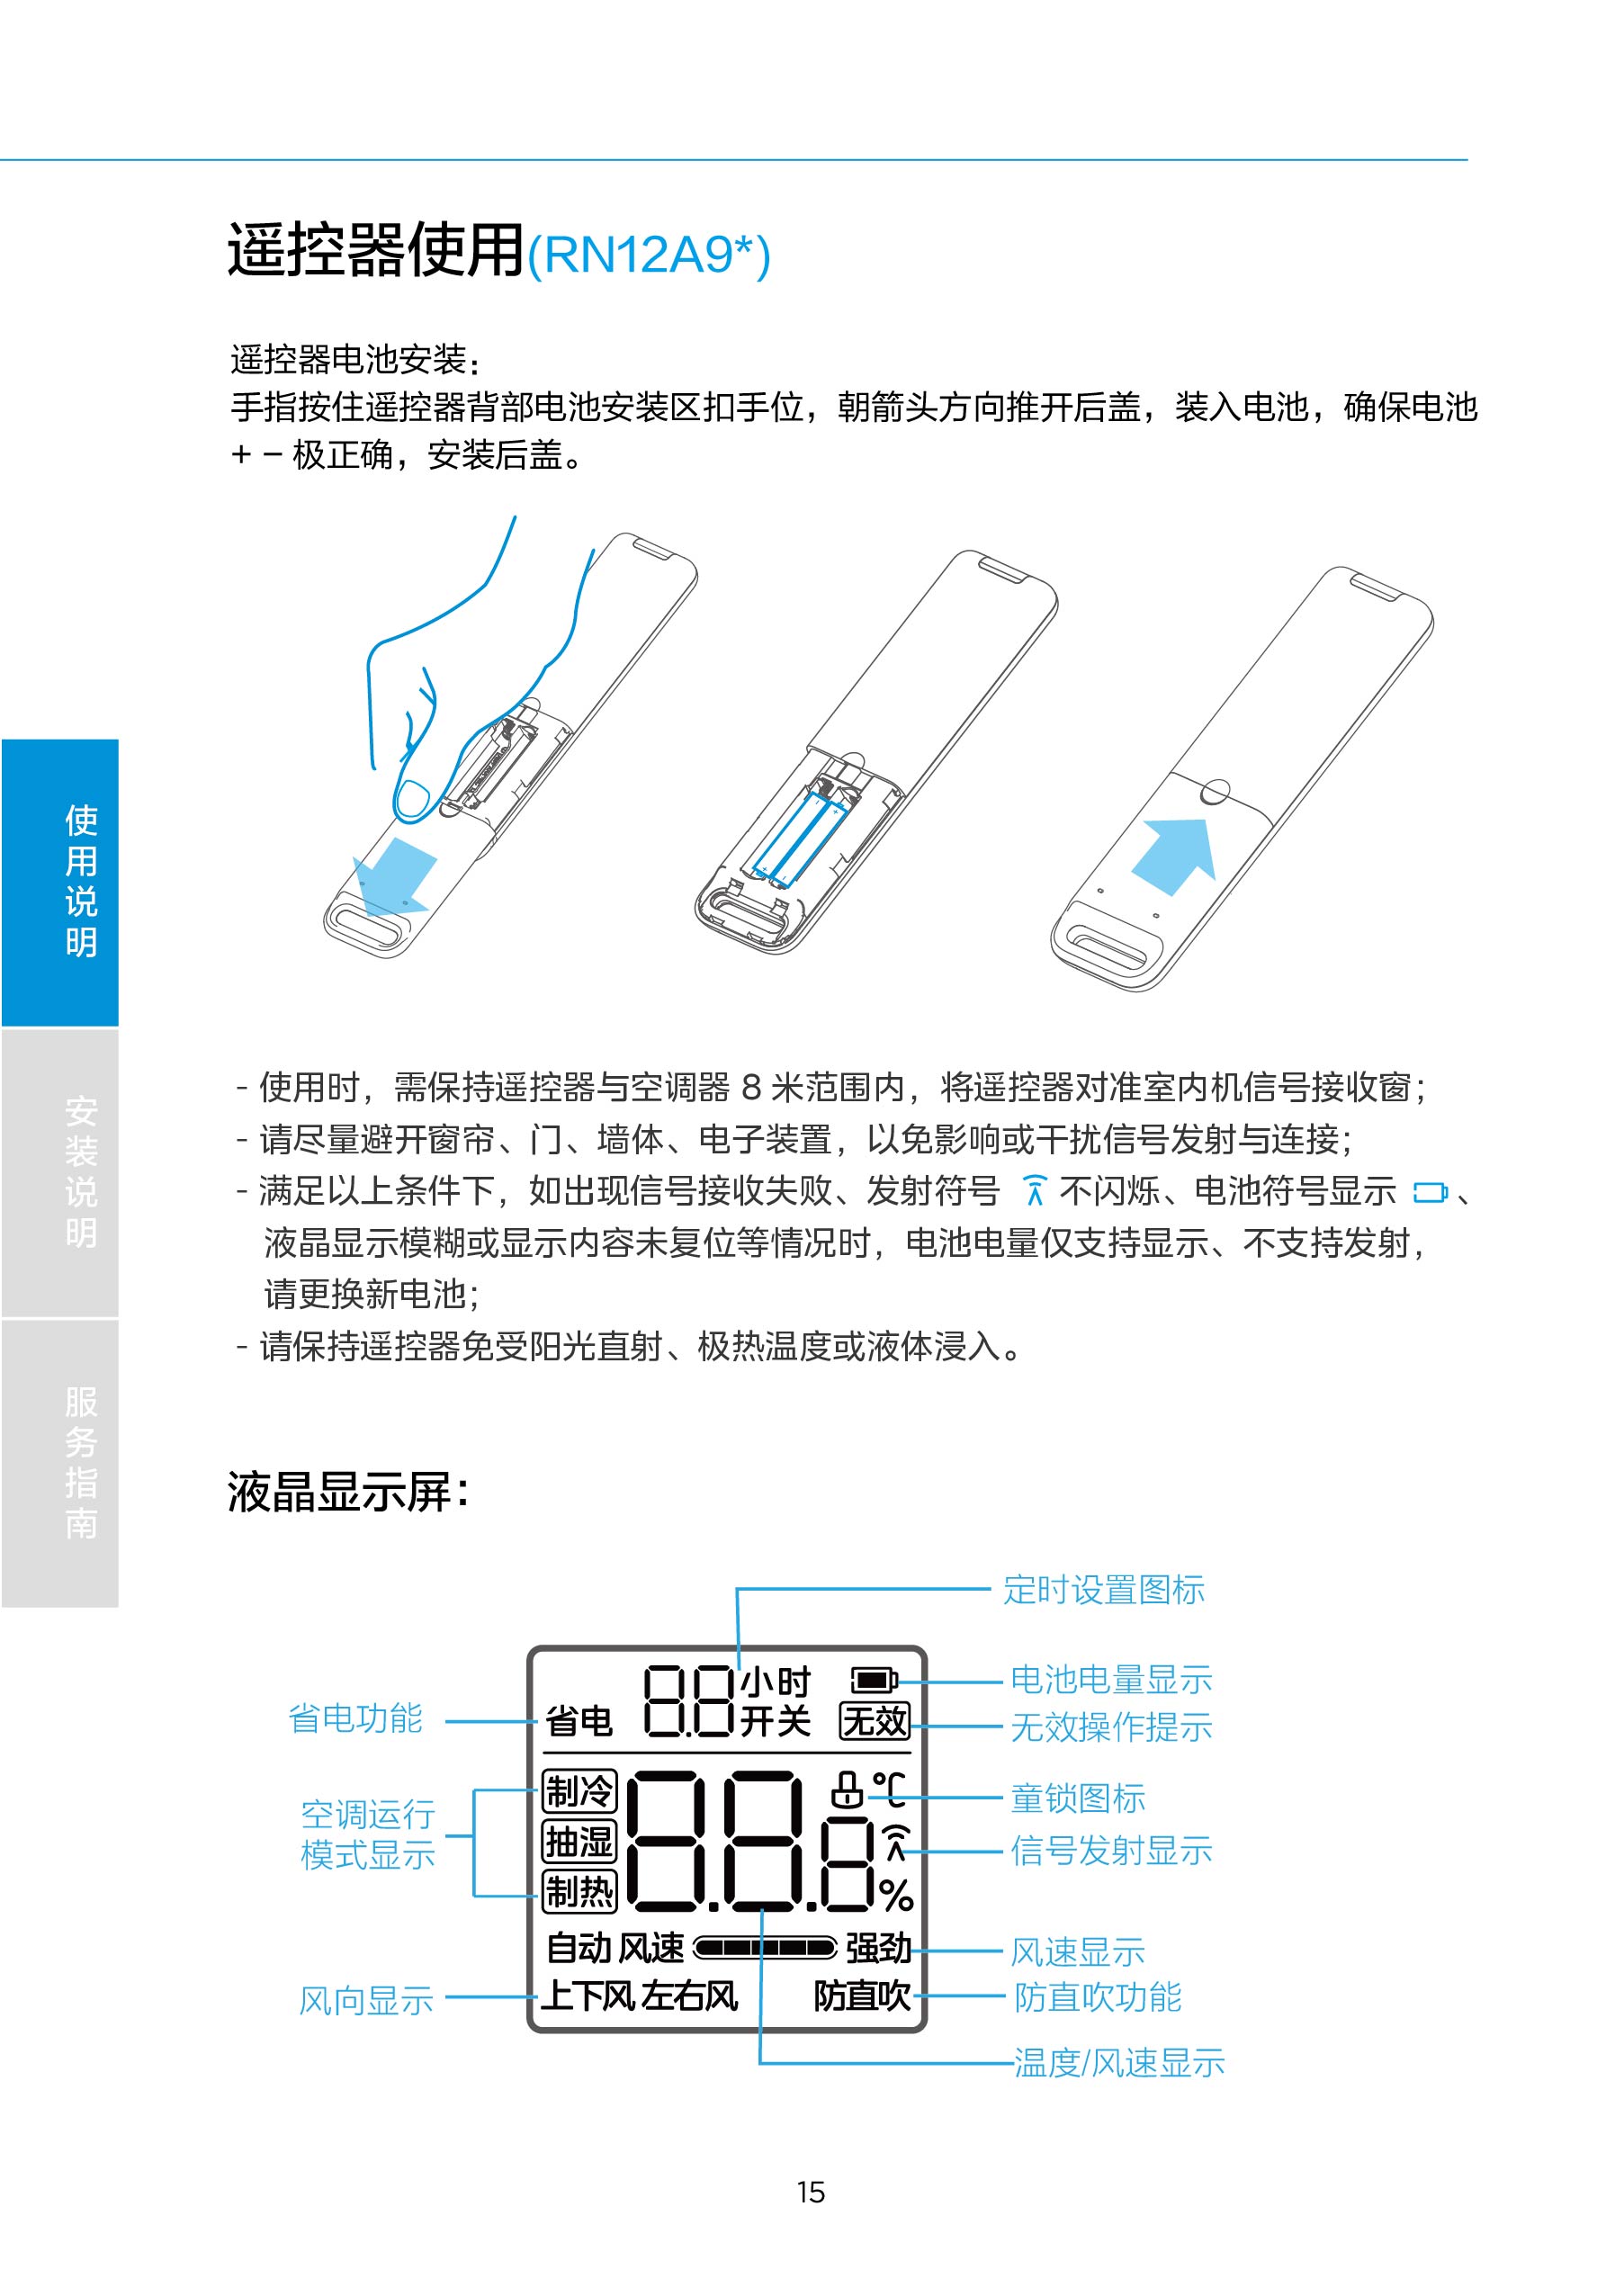 遥控器使用(RN12A9*)
遥控器电池安装：
手指按住遥控器背部电池安装区扣手位，朝箭头方向推开后盖，装入电池，确保电池
+ − 极正确，安装后盖。
使用说明
安装说明
服务指南
- 使用时，需保持遥控器与空调器 8 米范围内，将遥控器对准室内机信号接收窗；
- 请尽量避开窗帘、门、墙体、电子装置，以免影响或干扰信号发射与连接；
- 满足以上条件下，如出现信号接收失败、发射符号 不闪烁、电池符号显示 、
液晶显示模糊或显示内容未复位等情况时，电池电量仅支持显示、不支持发射，
请更换新电池；
- 请保持遥控器免受阳光直射、极热温度或液体浸入。
液晶显示屏：
定时设置图标
电池电量显示
无效操作提示
童锁图标
信号发射显示
风速显示
防直吹功能
温度/风速显示
省电功能
空调运行
模式显示
风向显示
省电 8.8 小时
开关 无效
制冷 ℃
抽湿 88.8
制热 %
自动 风速 强劲
上下风 左右风 防直吹
15